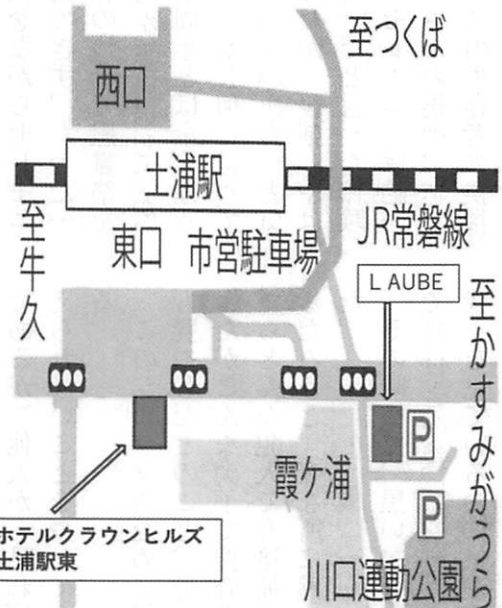 至つくば
西口
土浦駅
JR常磐線
至牛久
東口
市営駐車場
L AUBE
至かすみがうら
霞ケ浦
P
P
ホテルクラウンヒルズ
土浦駅東
川口運動公園